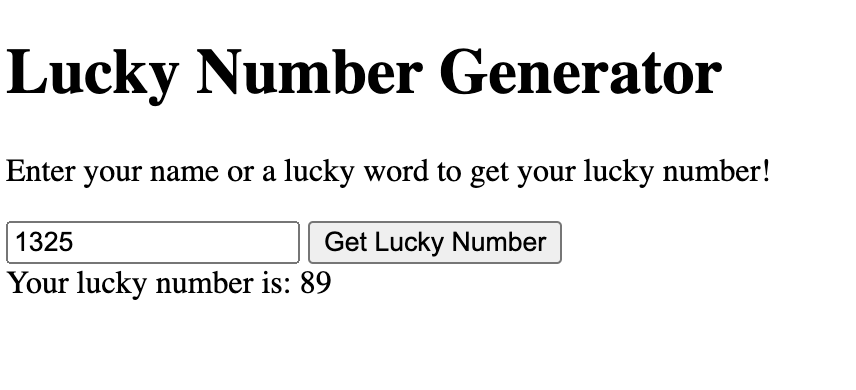 Lucky Number Generator
Enter your name or a lucky word to get your lucky number!
1325 Get Lucky Number
Your lucky number is: 89